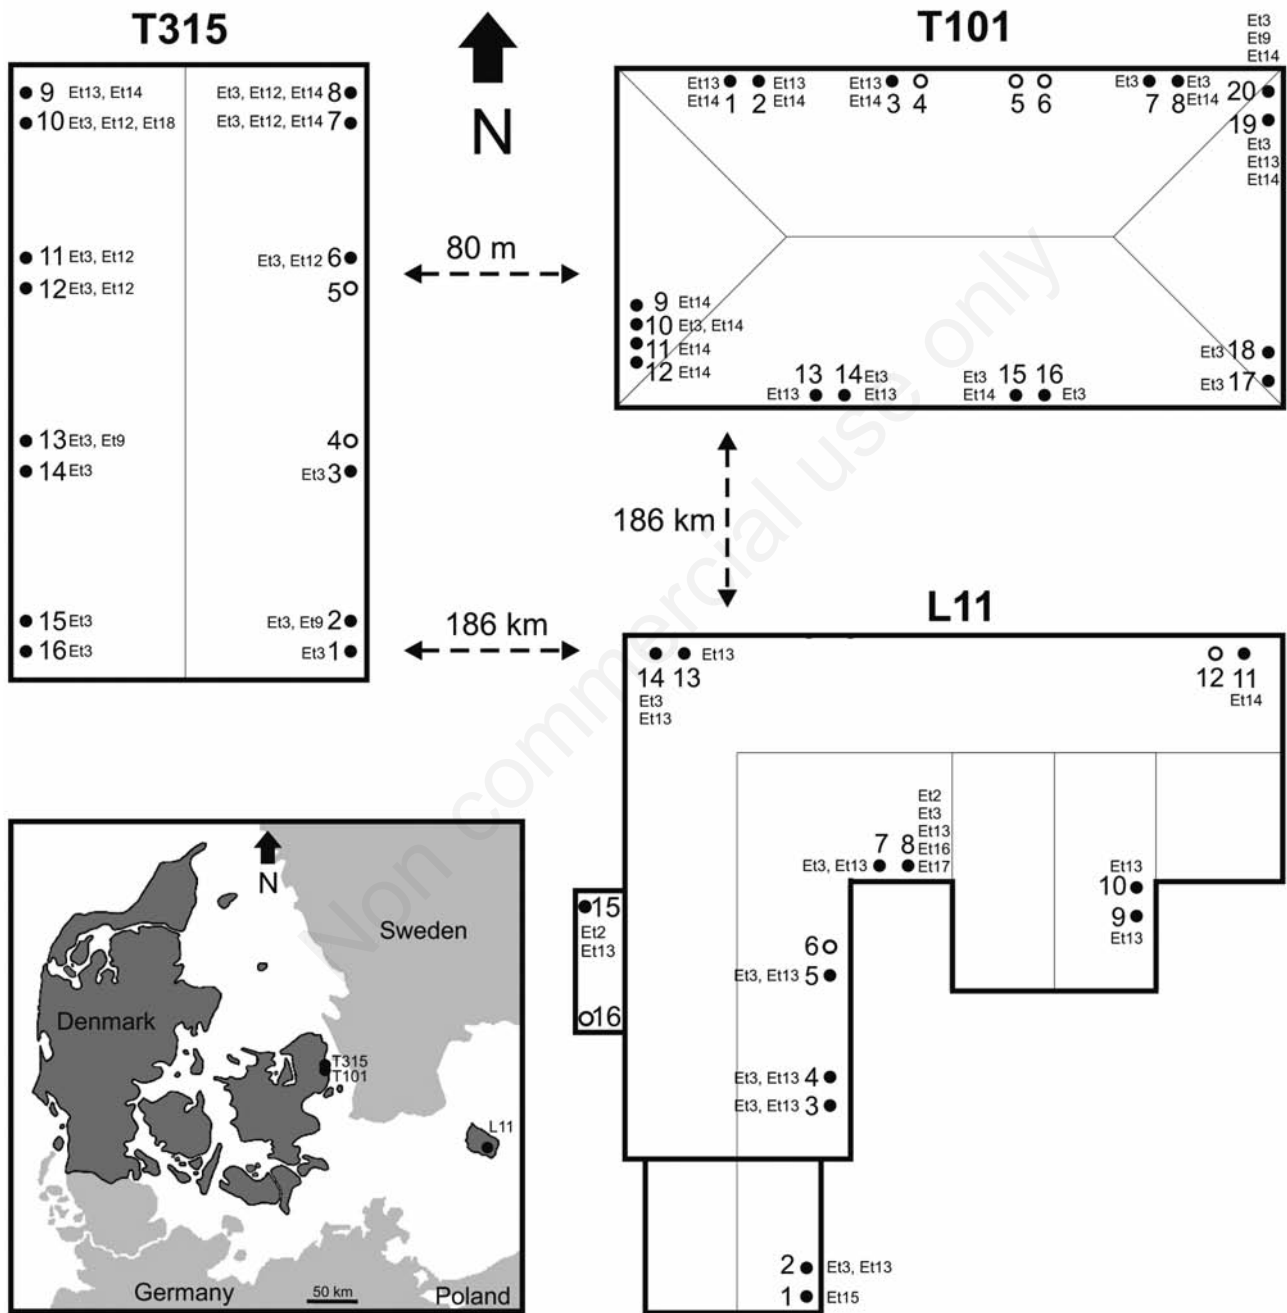 T315
9 Et13, Et14
10 Et3, Et12, Et18
11 Et3, Et12
12 Et3, Et12
13 Et3, Et9
14 Et3
15 Et3
16 Et3
Et3, Et12, Et14 8
Et3, Et12, Et14 7
Et3, Et12 6
5
4
Et3 3
Et3, Et9 2
Et3 1
N
80 m
186 km
186 km
T101
Et13
Et14
1
Et13
Et14
2
Et13
Et14
3
4
5
6
Et3
7
Et3
Et14
8
Et3
Et9
Et14
20
19
Et3
Et13
Et14
9 Et14
10 Et3, Et14
11 Et14
12 Et14
13
Et13
14 Et3
Et13
Et3
15
Et14
16
Et3
Et3 18
Et3 17
L11
Et13
14 13
Et3
Et13
12 11
Et14
Et2
Et3
Et13
Et16
Et17
7 8
Et3, Et13
Et13
10
9
Et13
15
Et2
Et13
16
6
Et3, Et13 5
Et3, Et13 4
Et3, Et13 3
2 Et3, Et13
1 Et15
N
Sweden
Denmark
T315
T101
L11
Germany
50 km
Poland
Non commercial use only